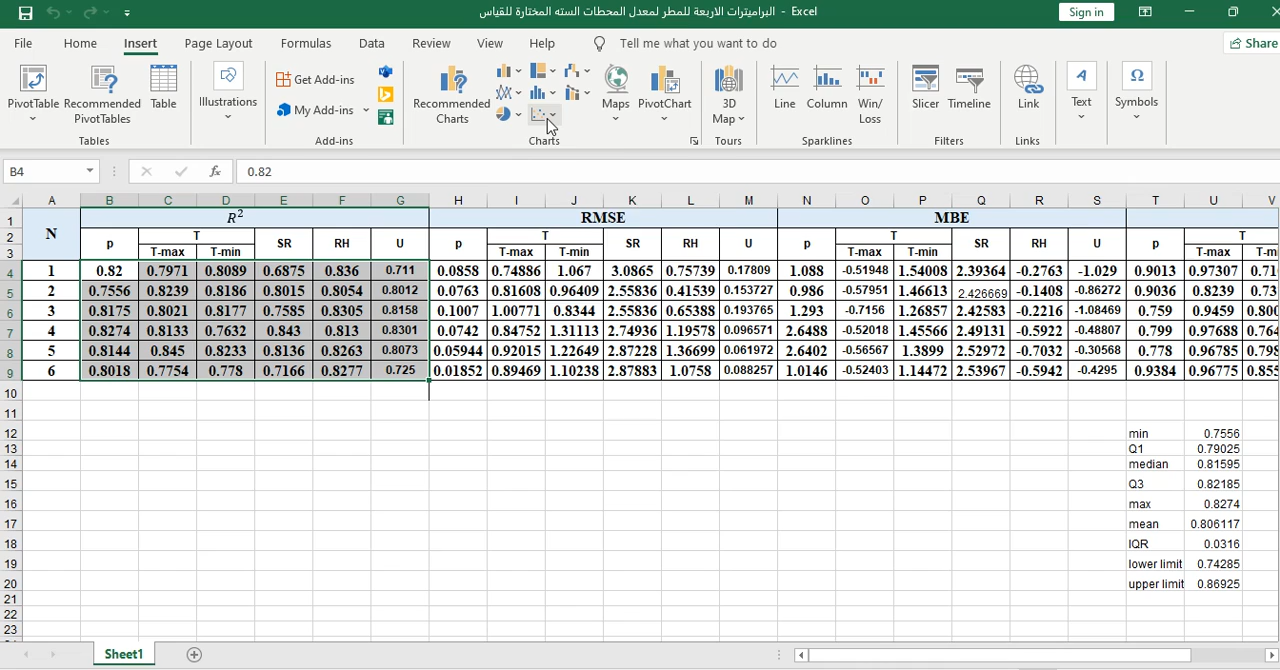 البراميترات الاربعة للمطر لمعدل المحطات السته المختارة للقياس - Excel
Sign in
File Home Insert Page Layout Formulas Data Review View Help Tell me what you want to do Share
PivotTable
Recommended PivotTables
Table
Tables
Illustrations
Get Add-ins
My Add-ins
Add-ins
Recommended Charts
Maps
PivotChart
Charts
3D Map
Tours
Line
Column
Win/ Loss
Sparklines
Slicer
Timeline
Filters
Link
Links
Text
Symbols
B4 fx 0.82
A B C D E F G H I J K L M N O P Q R S T U V
1 N R² RMSE MBE
2 p T SR RH U p T SR RH U p T SR RH U p T
3 T-max T-min T-max T-min T-max T-min T-max
4 1 0.82 0.7971 0.8089 0.6875 0.836 0.711 0.0858 0.74886 1.067 3.0865 0.75739 0.17809 1.088 -0.51948 1.54008 2.39364 -0.2763 -1.029 0.9013 0.97307
5 2 0.7556 0.8239 0.8186 0.8015 0.8054 0.8012 0.0763 0.81608 0.96409 2.55836 0.41539 0.153727 0.986 -0.57951 1.46613 2.426669 -0.1408 -0.86272 0.9036 0.8239
6 3 0.8175 0.8021 0.8177 0.7585 0.8305 0.8158 0.1007 1.00771 0.8344 2.55836 0.65388 0.193765 1.293 -0.7156 1.26857 2.42583 -0.2216 -1.08469 0.759 0.9459
7 4 0.8274 0.8133 0.7632 0.843 0.813 0.8301 0.0742 0.84752 1.31113 2.74936 1.19578 0.096571 2.6488 -0.52018 1.45566 2.49131 -0.5922 -0.48807 0.799 0.97688
8 5 0.8144 0.845 0.8233 0.8136 0.8263 0.8073 0.05944 0.92015 1.22649 2.87228 1.36699 0.061972 2.6402 -0.56567 1.3899 2.52972 -0.7032 -0.30568 0.778 0.96785
9 6 0.8018 0.7754 0.778 0.7166 0.8277 0.725 0.01852 0.89469 1.10238 2.87883 1.0758 0.088257 1.0146 -0.52403 1.14472 2.53967 -0.5942 -0.4295 0.9384 0.96775
10
11
12 min 0.7556
13 Q1 0.79025
14 median 0.81595
15 Q3 0.82185
16 max 0.8274
17 mean 0.806117
18 IQR 0.0316
19 lower limit 0.74285
20 upper limit 0.86925
21
22
23
Sheet1